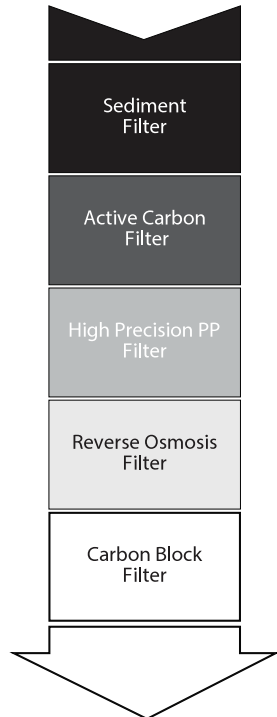 Sediment
Filter
Active Carbon
Filter
High Precision PP
Filter
Reverse Osmosis
Filter
Carbon Block
Filter